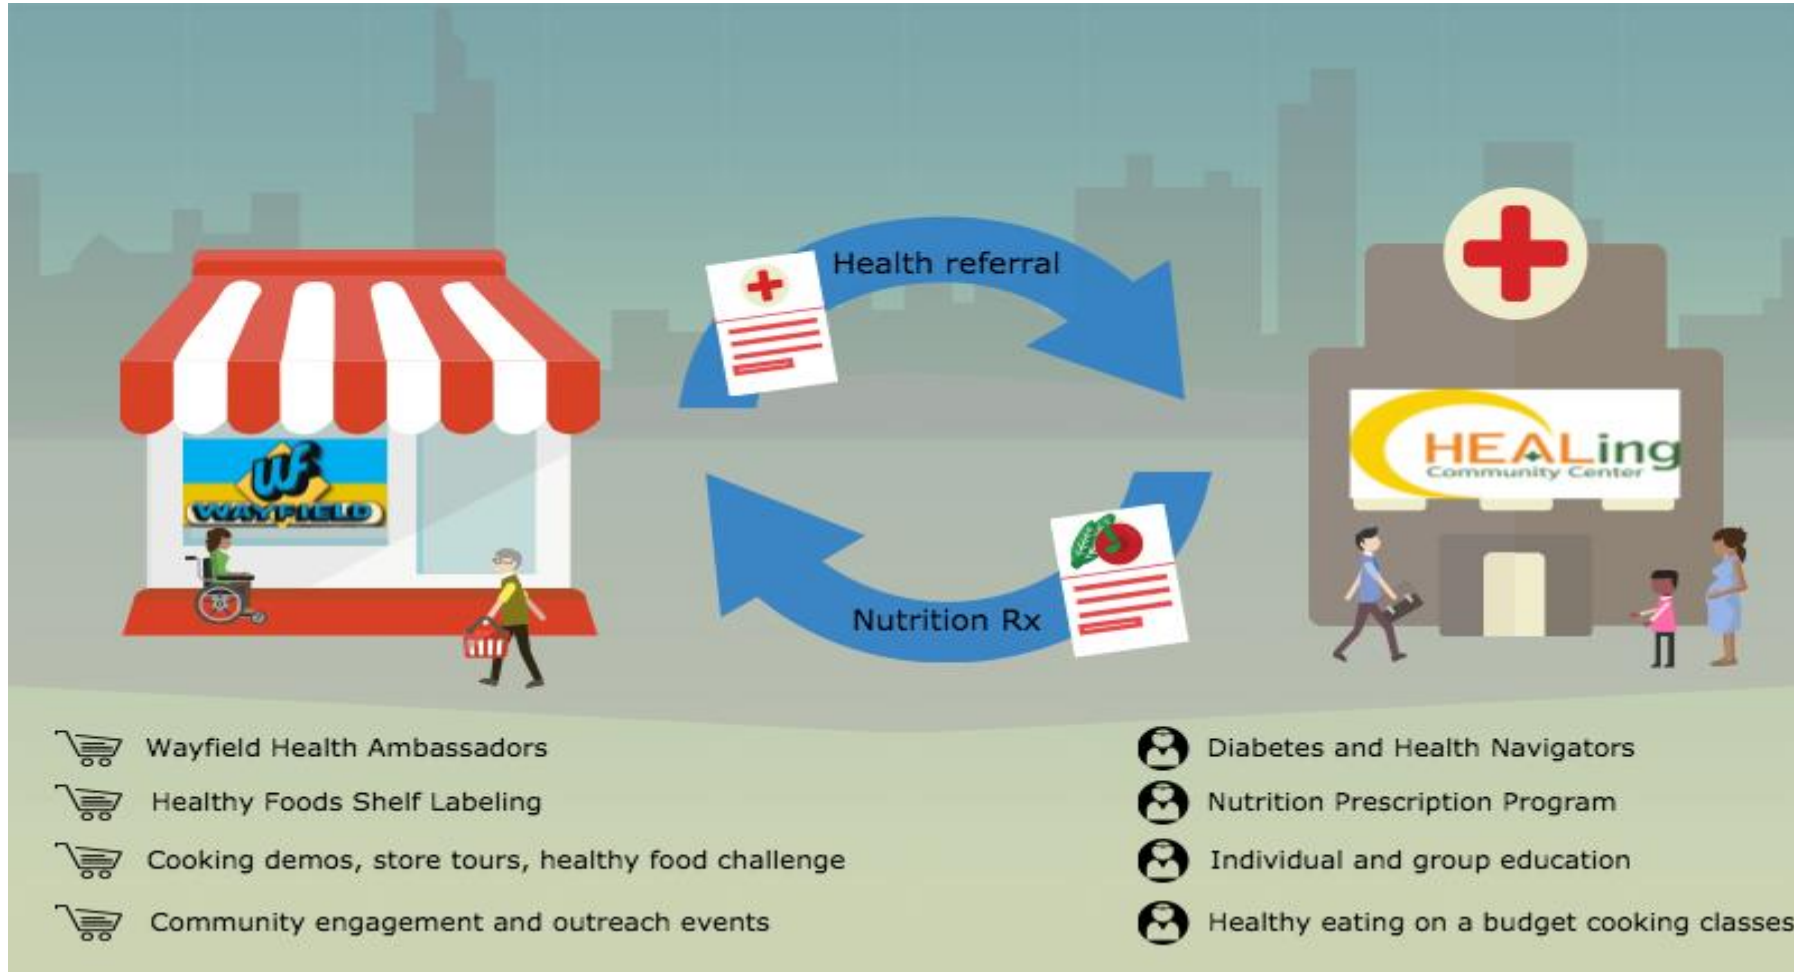 Health referral
WF
WAYFIELD
HEALing
Community Center
Nutrition Rx
Wayfield Health Ambassadors
Healthy Foods Shelf Labeling
Cooking demos, store tours, healthy food challenge
Community engagement and outreach events
Diabetes and Health Navigators
Nutrition Prescription Program
Individual and group education
Healthy eating on a budget cooking classes